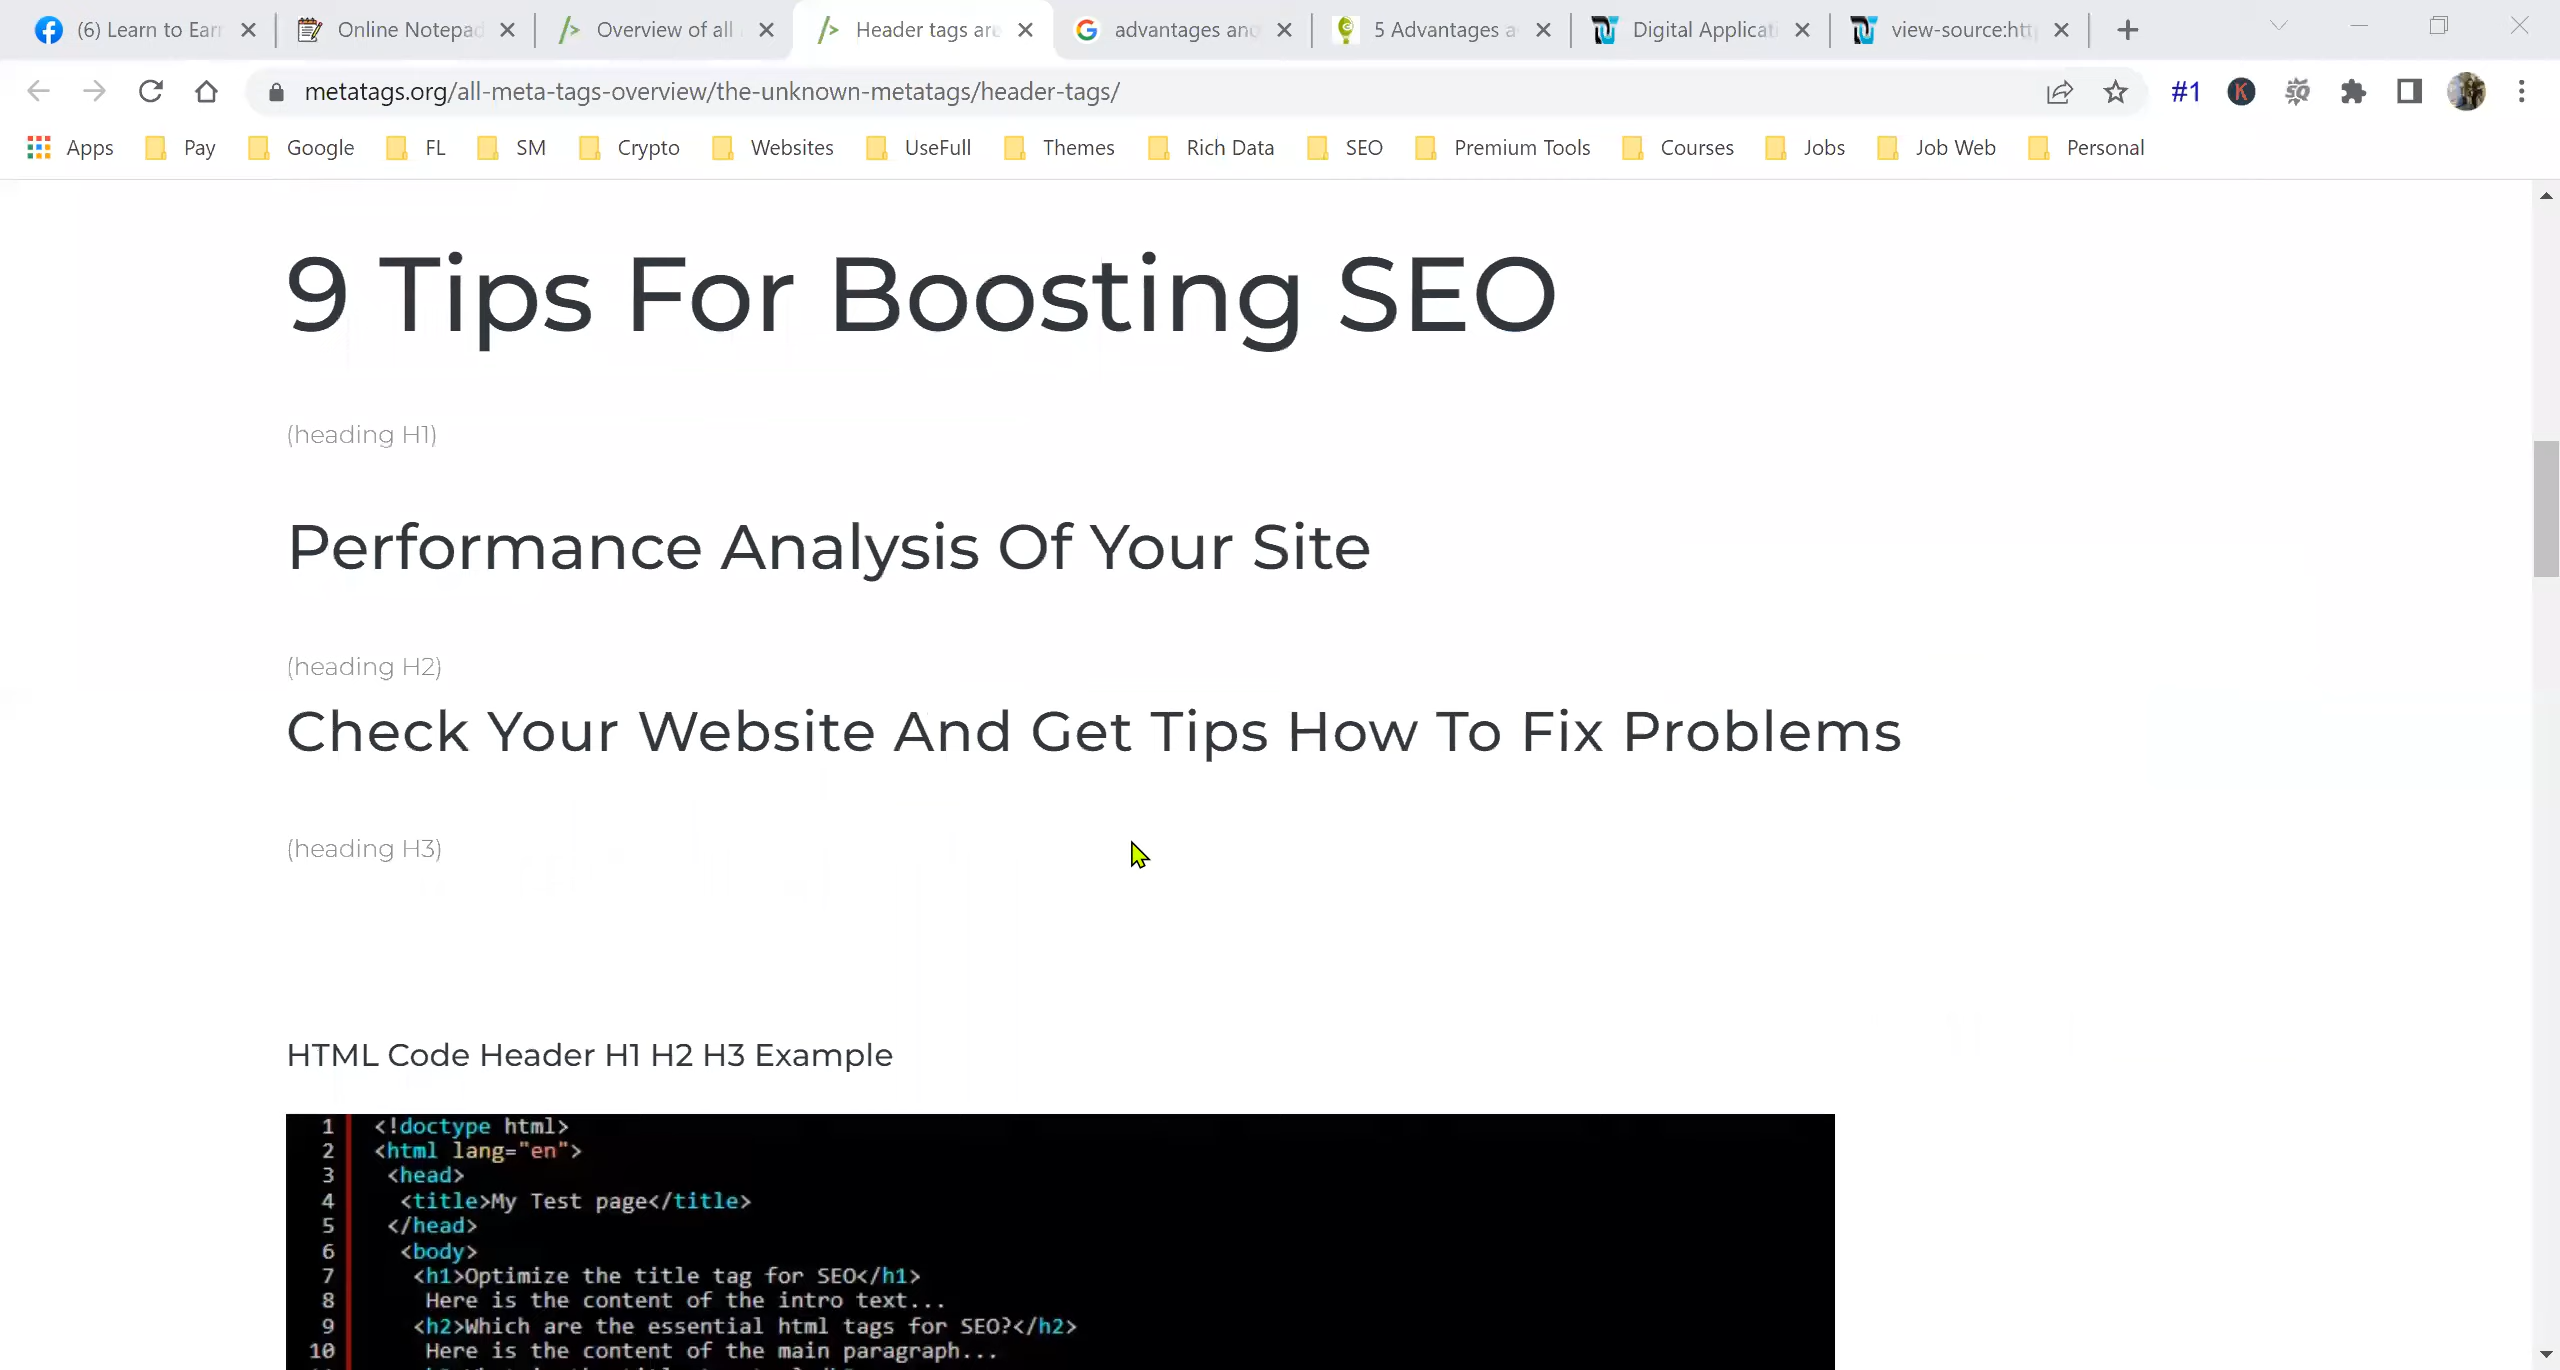 (6) Learn to Earn
Online Notepad
Overview of all
Header tags are
advantages and
5 Advantages a
Digital Applicati
view-source:http
metatags.org/all-meta-tags-overview/the-unknown-metatags/header-tags/
#1
K
SQ
Apps
Pay
Google
FL
SM
Crypto
Websites
UseFull
Themes
Rich Data
SEO
Premium Tools
Courses
Jobs
Job Web
Personal
9 Tips For Boosting SEO
(heading H1)
Performance Analysis Of Your Site
(heading H2)
Check Your Website And Get Tips How To Fix Problems
(heading H3)
HTML Code Header H1 H2 H3 Example
1 <!doctype html>
2 <html lang="en">
3 <head>
4 <title>My Test page</title>
5 </head>
6 <body>
7 <h1>Optimize the title tag for SEO</h1>
8 Here is the content of the intro text...
9 <h2>Which are the essential html tags for SEO?</h2>
10 Here is the content of the main paragraph...